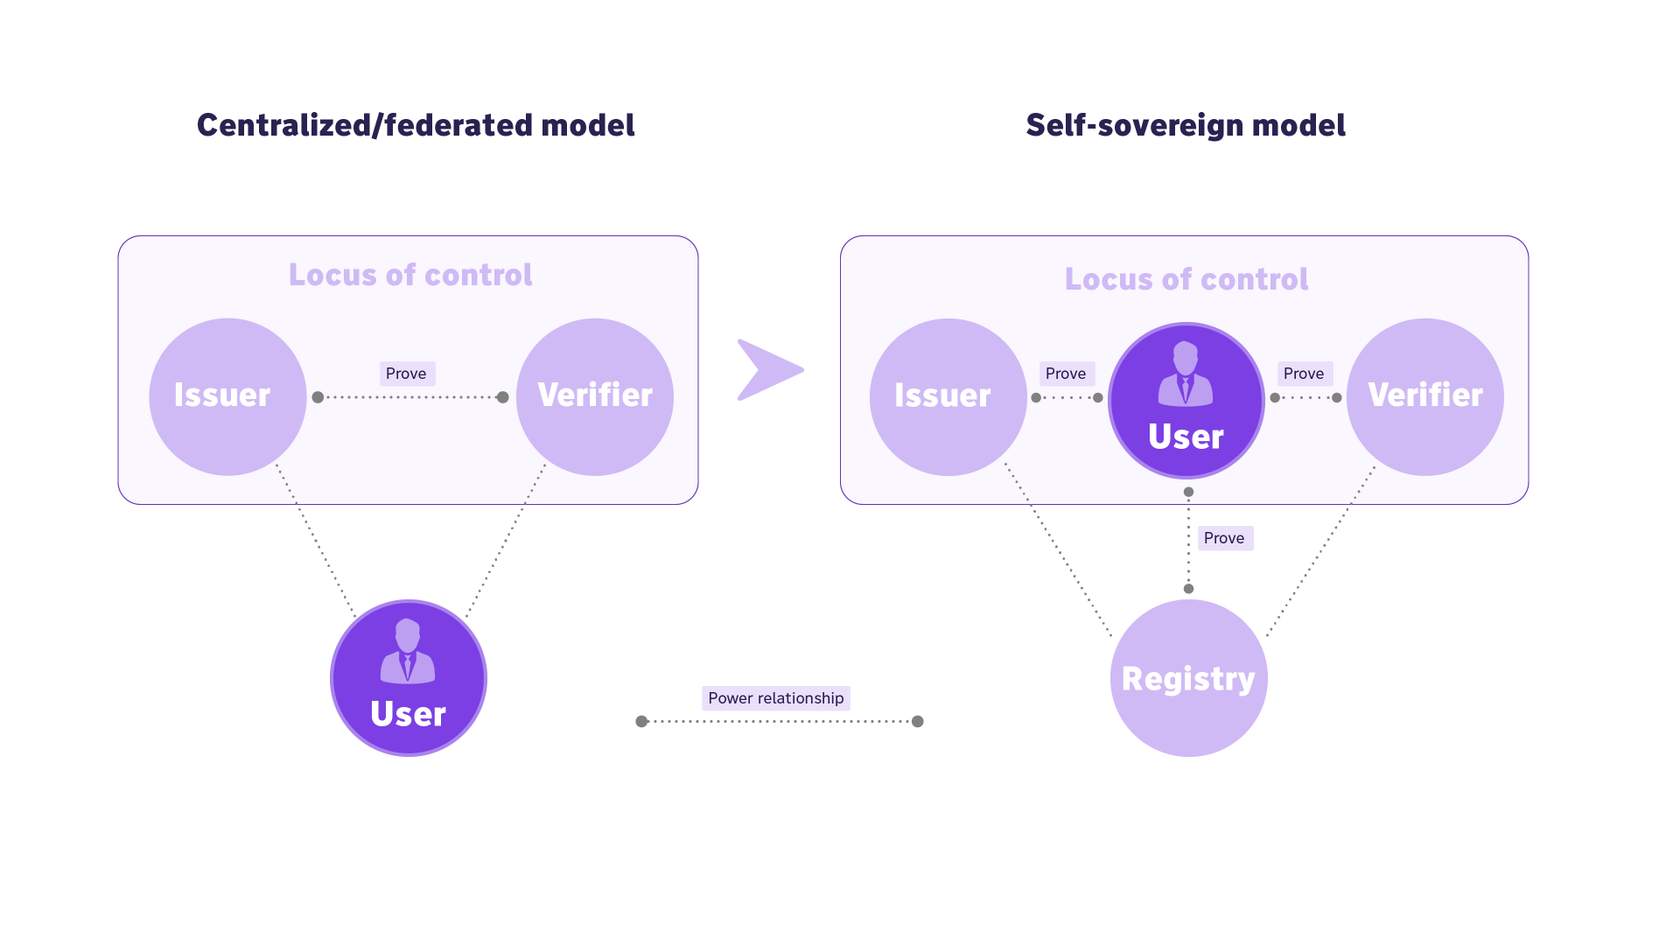 Centralized/federated model
Self-sovereign model
Locus of control
Issuer
Prove
Verifier
User
Locus of control
Issuer
Prove
User
Prove
Verifier
Prove
Registry
Power relationship